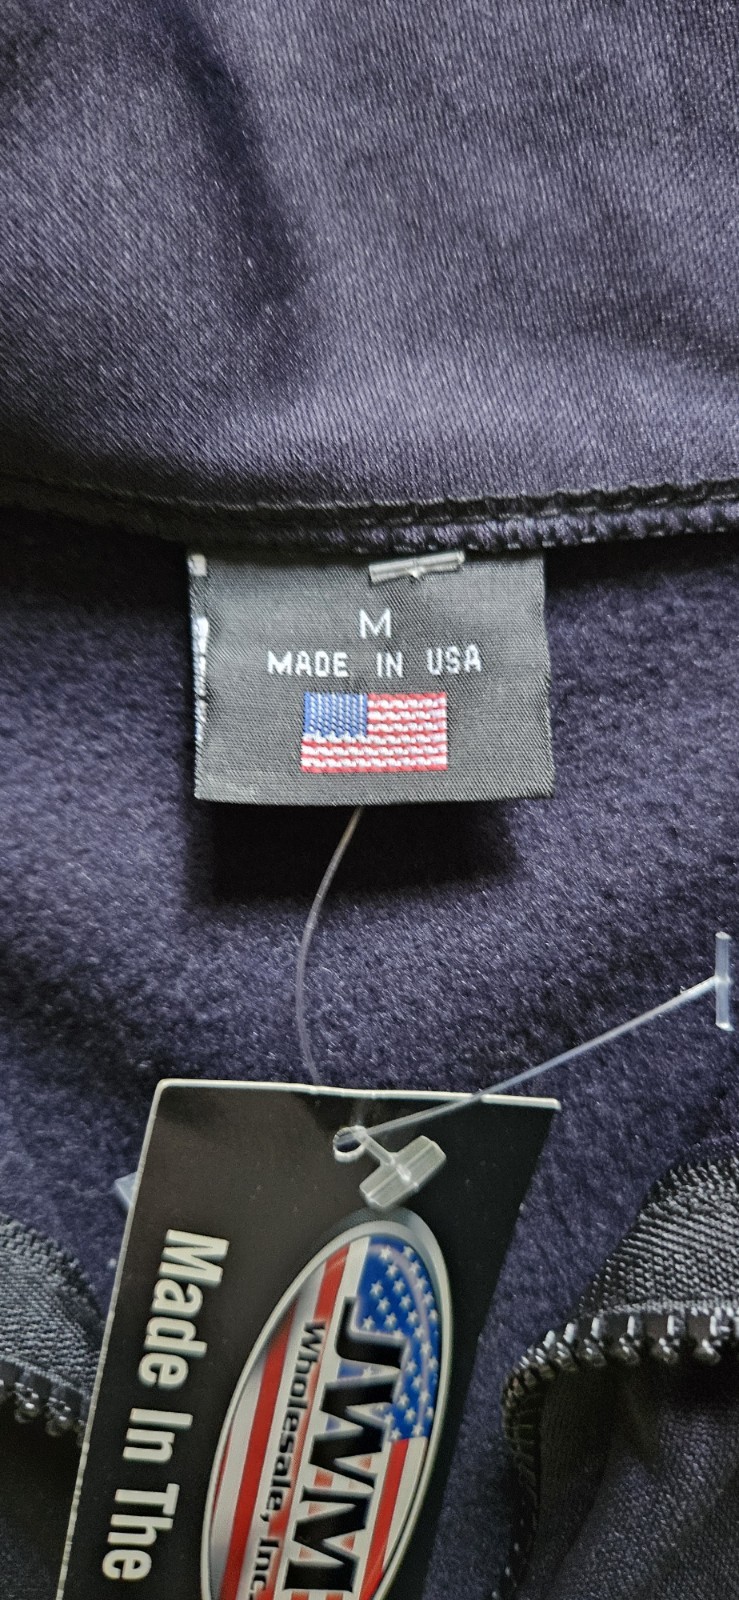 M
MADE IN USA
Made In The
JWM
Wholesale, Inc.